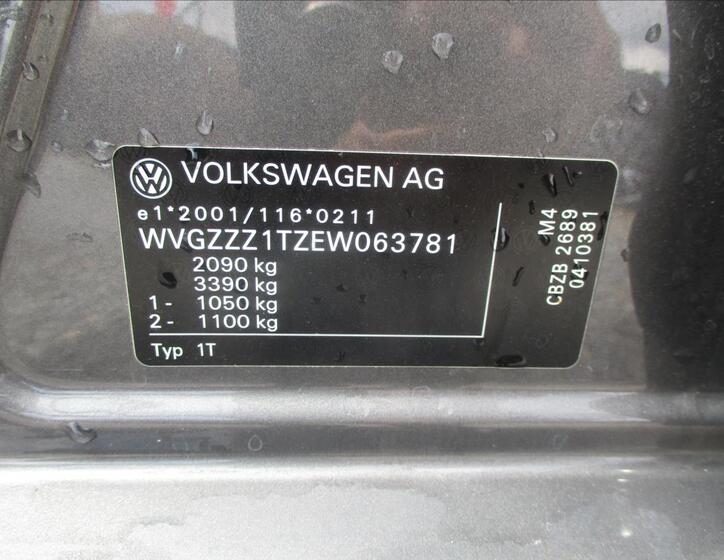 VOLKSWAGEN AG
e1*2001/116*0211
WVGZZZ1TZEW063781
2090 kg
3390 kg
1- 1050 kg
2- 1100 kg
Typ 1T
M4
CBZB 2689
0410381